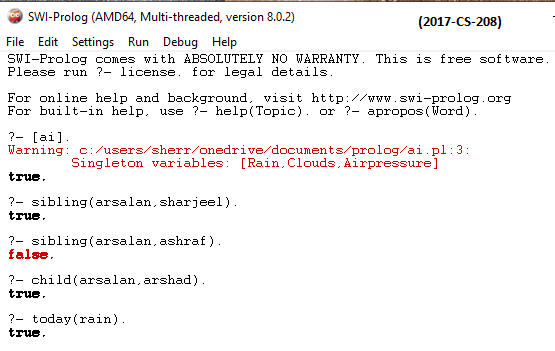 SWI-Prolog (AMD64, Multi-threaded, version 8.0.2)
(2017-CS-208)
File Edit Settings Run Debug Help
SWI-Prolog comes with ABSOLUTELY NO WARRANTY. This is free software.
Please run ?- license. for legal details.
For online help and background, visit http://www.swi-prolog.org
For built-in help, use ?- help(Topic). or ?- apropos(Word).
?- [ai].
Warning: c:/users/sherr/onedrive/documents/prolog/ai.pl:3:
Singleton variables: [Rain,Clouds,Airpressure]
true.
?- sibling(arsalan,sharjeel).
true.
?- sibling(arsalan,ashraf).
false.
?- child(arsalan,arshad).
true.
?- today(rain).
true.